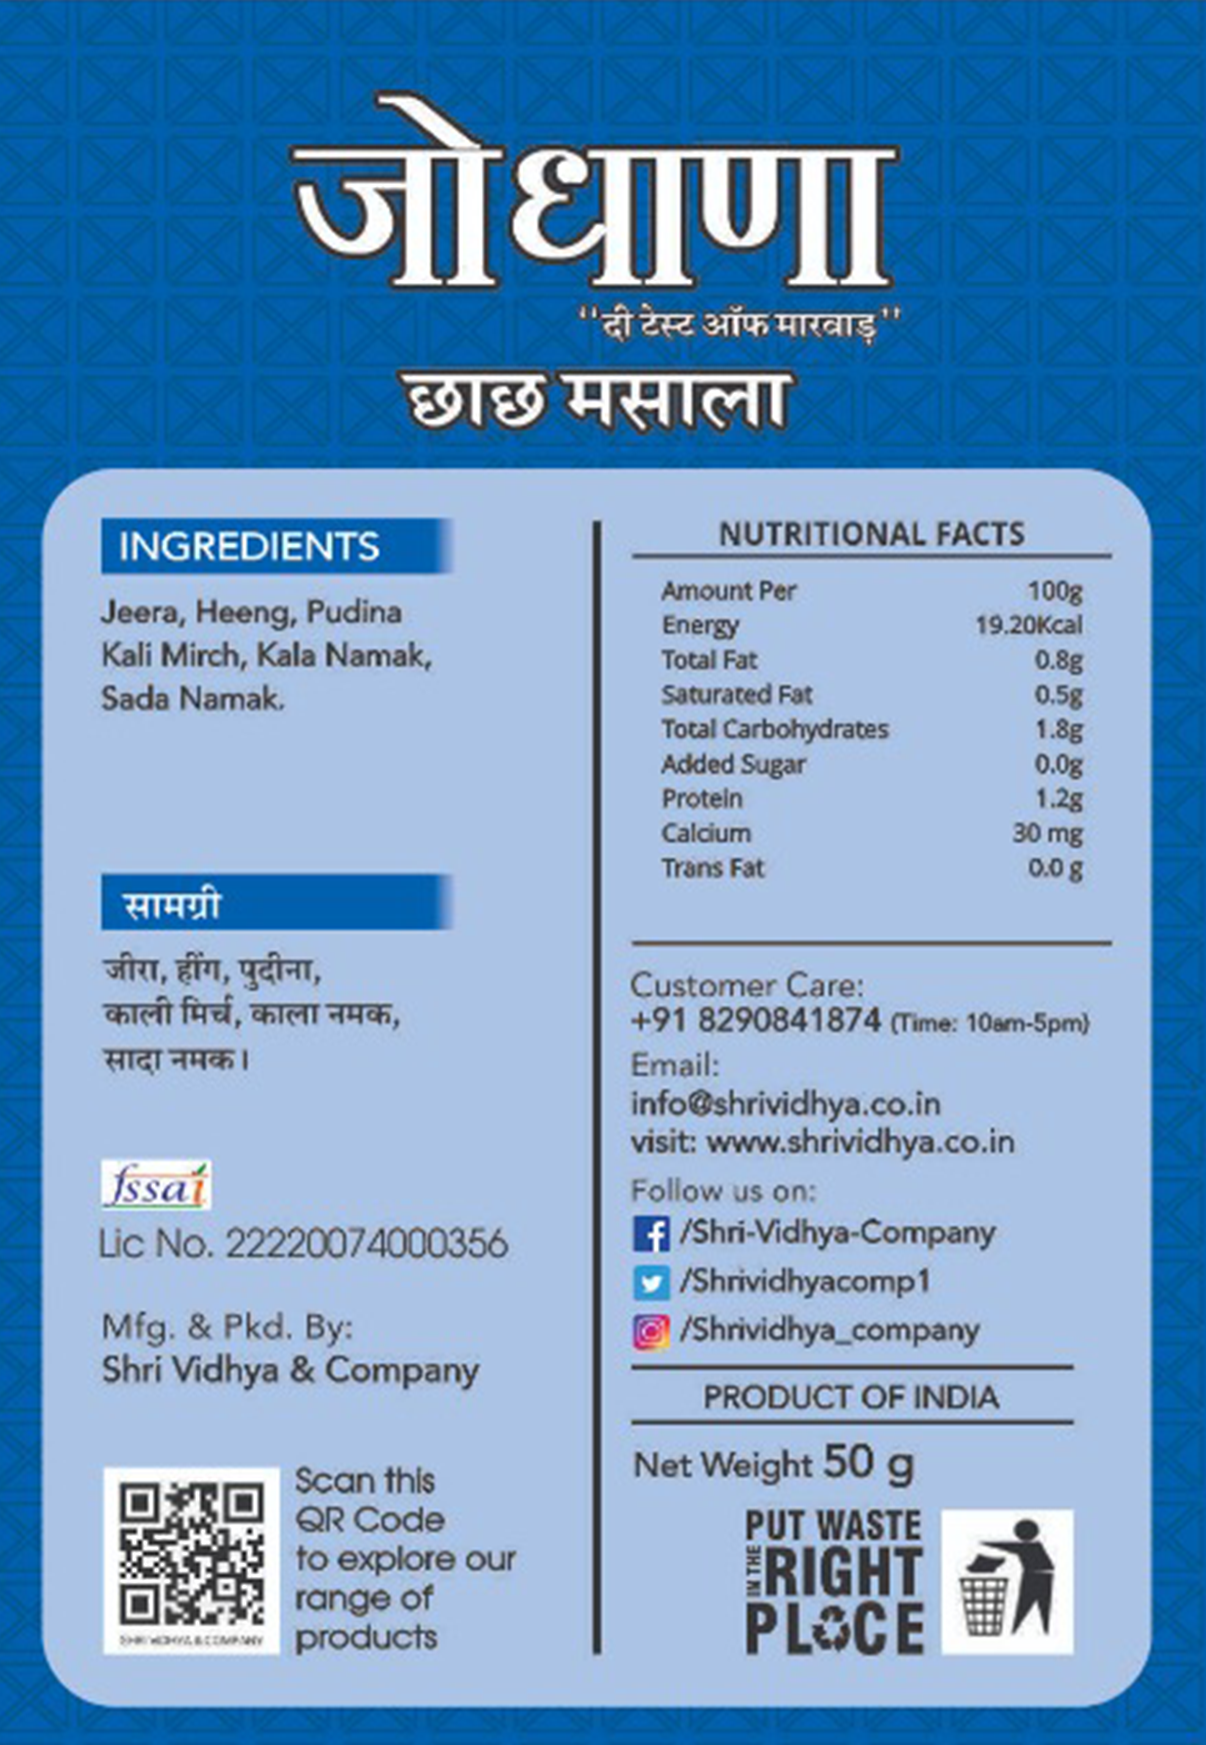 जोधाणा
"दी टेस्ट ऑफ मारवाड़"
छाछ मसाला
INGREDIENTS
Jeera, Heeng, Pudina
Kali Mirch, Kala Namak,
Sada Namak.
सामग्री
जीरा, हींग, पुदीना,
काली मिर्च, काला नमक,
सादा नमक।
fssai
Lic No. 22220074000356
Mfg. & Pkd. By:
Shri Vidhya & Company
SHRI VIDHYA & COMPANY
Scan this
QR Code
to explore our
range of
products
NUTRITIONAL FACTS
Amount Per 100g
Energy 19.20Kcal
Total Fat 0.8g
Saturated Fat 0.5g
Total Carbohydrates 1.8g
Added Sugar 0.0g
Protein 1.2g
Calcium 30 mg
Trans Fat 0.0 g
Customer Care:
+91 8290841874 (Time: 10am-5pm)
Email:
info@shrividhya.co.in
visit: www.shrividhya.co.in
Follow us on:
/Shri-Vidhya-Company
/Shrividhyacomp1
/Shrividhya_company
PRODUCT OF INDIA
Net Weight 50 g
PUT WASTE
IN THE RIGHT
PLACE